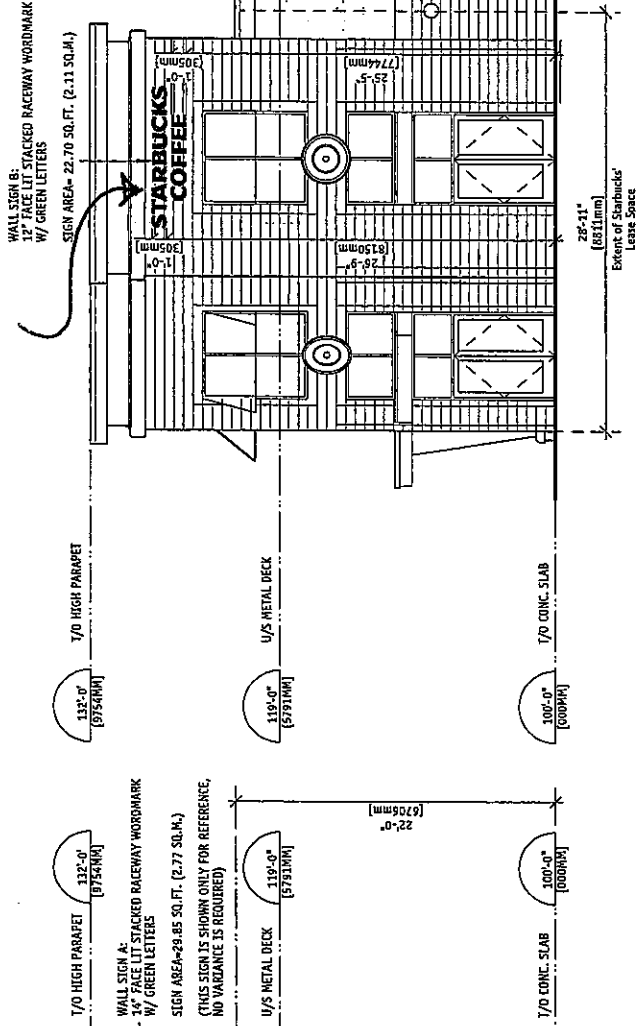 WALL SIGN B:
12" FACE LIT STACKED RACEWAY WORDMARK
W/ GREEN LETTERS
SIGN AREA= 22.70 SQ.FT. (2.11 SQ.M.)
STARBUCKS
COFFEE
1'-0"
[305mm]
1'-0"
[305mm]
25'-5"
[7744mm]
26'-9"
[8150mm]
28'-11"
[8811mm]
Extent of Starbucks'
Lease Space
T/O HIGH PARAPET
132'-0'
[9754MM]
U/S METAL DECK
119'-0"
[5791MM]
T/O CONC. SLAB
100'-0"
[000MM]
T/O HIGH PARAPET
132'-0'
[9754MM]
WALL SIGN A:
- 14" FACE LIT STACKED RACEWAY WORDMARK
W/ GREEN LETTERS
SIGN AREA=29.85 SQ.FT. (2.77 SQ.M.)
(THIS SIGN IS SHOWN ONLY FOR REFERENCE,
NO VARIANCE IS REQUIRED)
U/S METAL DECK
119'-0"
[5791MM]
22'-0"
[6706mm]
T/O CONC. SLAB
100'-0"
[000MM]